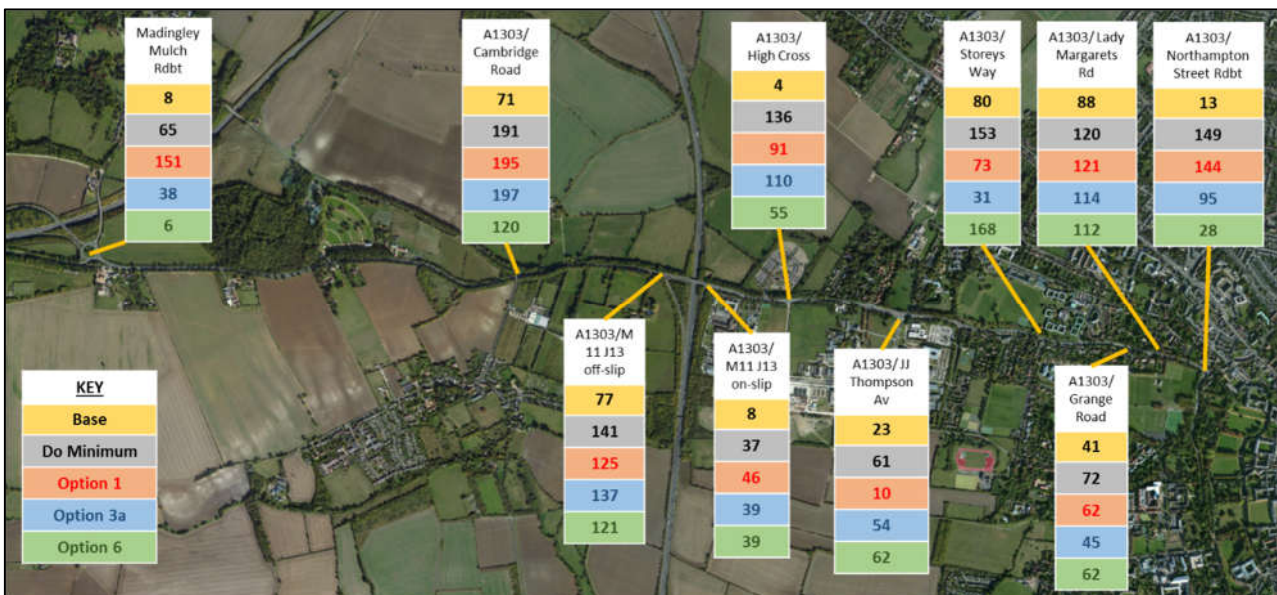 Madingley
Mulch
Rdbt
8
65
151
38
6
A1303/
Cambridge
Road
71
191
195
197
120
A1303/
High Cross
4
136
91
110
55
A1303/
Storeys
Way
80
153
73
31
168
A1303/ Lady
Margarets
Rd
88
120
121
114
112
A1303/
Northampton
Street Rdbt
13
149
144
95
28
KEY
Base
Do Minimum
Option 1
Option 3a
Option 6
A1303/M
11 J13
off-slip
77
141
125
137
121
A1303/
M11 J13
on-slip
8
37
46
39
39
A1303/ JJ
Thompson
Av
23
61
10
54
62
A1303/
Grange
Road
41
72
62
45
62